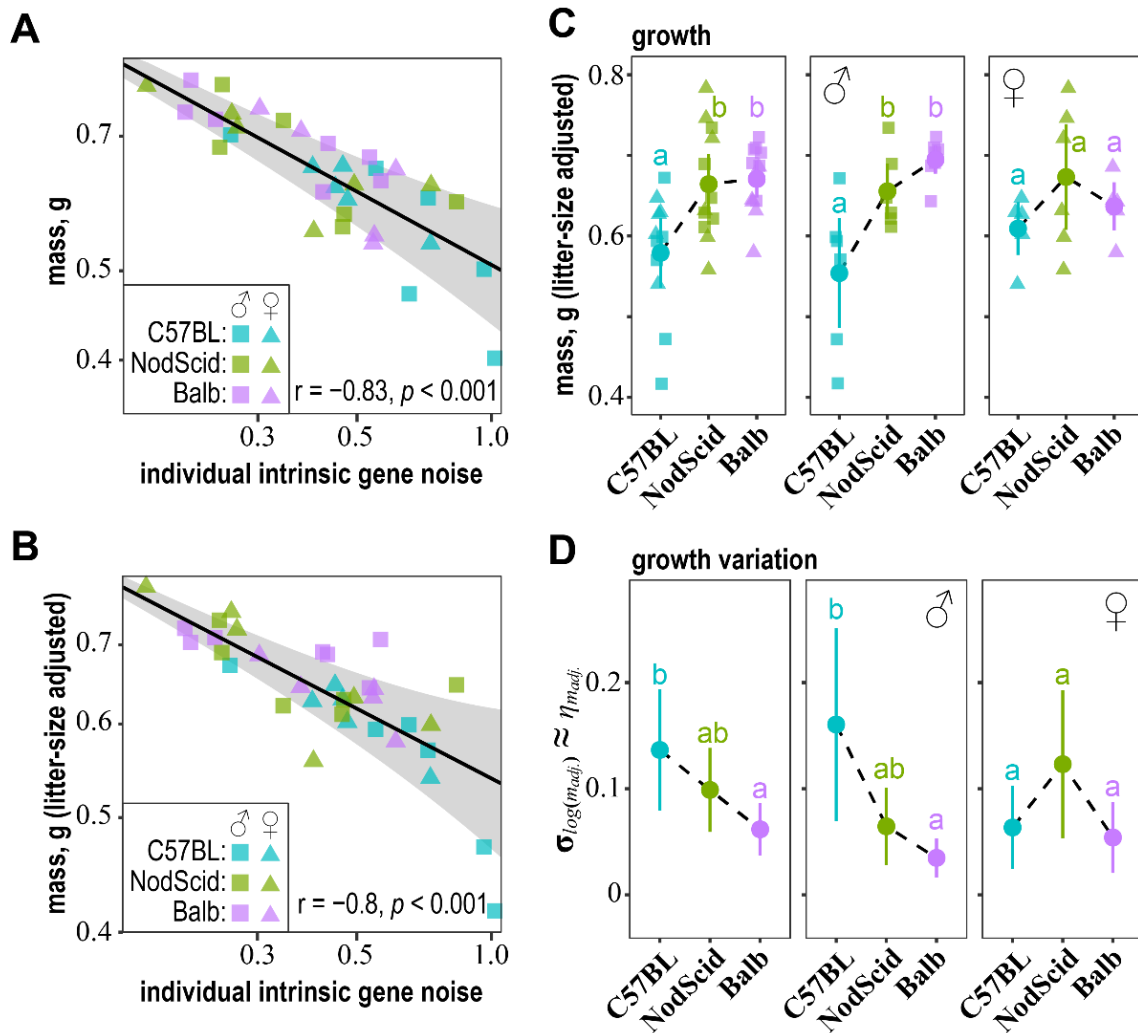 A
0.7
0.5
0.4
mass, g
♂ ♀
C57BL:
NodScid:
Balb:
r = −0.83, p < 0.001
0.3 0.5 1.0
individual intrinsic gene noise
B
0.7
0.6
0.5
0.4
mass, g (litter-size adjusted)
♂ ♀
C57BL:
NodScid:
Balb:
r = −0.8, p < 0.001
0.3 0.5 1.0
individual intrinsic gene noise
C growth
0.8
0.6
0.4
mass, g (litter-size adjusted)
a b b
♂
a b b
♀
a a a
C57BL NodScid Balb
C57BL NodScid Balb
C57BL NodScid Balb
D growth variation
0.2
0.1
0
σlog(madj.) ≈ ηmadj.
b ab a
♂
b ab a
♀
a a a
C57BL NodScid Balb
C57BL NodScid Balb
C57BL NodScid Balb